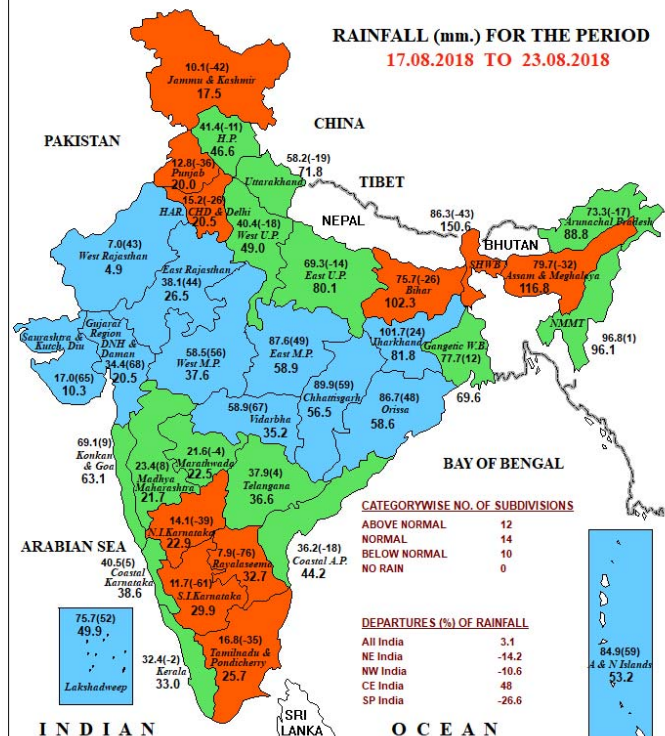 RAINFALL (mm.) FOR THE PERIOD
17.08.2018 TO 23.08.2018
10.1(-42)
Jammu & Kashmir
17.5
CHINA
PAKISTAN
41.4(-11)
H.P.
46.6
12.8(-36)
Punjab
20.0
58.2(-19)
71.8
Uttarakhand
TIBET
15.2(-26)
HAR. CHD & Delhi
20.5
NEPAL
40.4(-18)
West U.P.
49.0
86.3(-43)
150.6
BHUTAN
SHWB
73.3(-17)
Arunachal Pradesh
88.8
7.0(43)
West Rajasthan
4.9
East Rajasthan
38.1(44)
26.5
69.3(-14)
East U.P.
80.1
75.7(-26)
Bihar
102.3
79.7(-32)
Assam & Meghalaya
116.8
NMMT
96.8(1)
96.1
Saurashtra &
Kutch, Diu
17.0(65)
10.3
Gujarat
Region
DNH &
Daman
34.4(68)
20.5
58.5(56)
West M.P.
37.6
87.6(49)
East M.P.
58.9
101.7(24)
Jharkhand
81.8
Gangetic W.B.
77.7(12)
69.6
89.9(59)
Chhattisgarh
56.5
86.7(48)
Orissa
58.6
58.9(67)
Vidarbha
35.2
69.1(9)
Konkan
& Goa
63.1
23.4(8)
Madhya
Maharashtra
21.7
21.6(-4)
Marathwada
22.5
37.9(4)
Telangana
36.6
BAY OF BENGAL
14.1(-39)
N.I.Karnataka
22.9
ARABIAN SEA
40.5(5)
Coastal
Karnataka
38.6
7.9(-76)
Rayalaseema
32.7
36.2(-18)
Coastal A.P.
44.2
11.7(-61)
S.I.Karnataka
29.9
16.8(-35)
Tamilnadu &
Pondicherry
25.7
32.4(-2)
Kerala
33.0
75.7(52)
49.9
Lakshadweep
84.9(59)
A & N Islands
53.2
CATEGORYWISE NO. OF SUBDIVISIONS
ABOVE NORMAL 12
NORMAL 14
BELOW NORMAL 10
NO RAIN 0
DEPARTURES (%) OF RAINFALL
All India 3.1
NE India -14.2
NW India -10.6
CE India 48
SP India -26.6
SRI
LANKA
INDIAN OCEAN